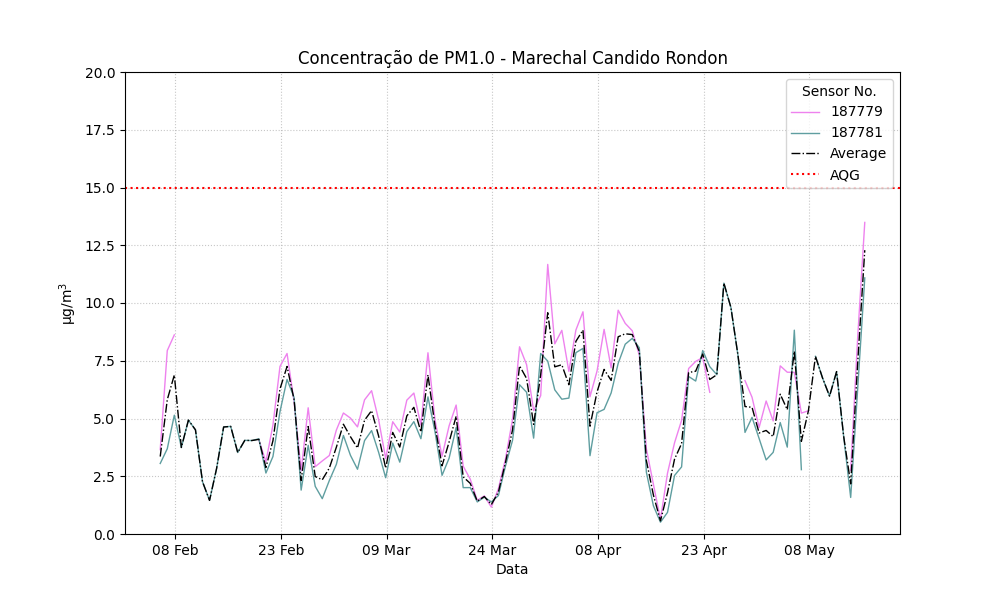 Concentração de PM1.0 - Marechal Candido Rondon
Sensor No.
187779
187781
Average
AQG
µg/m³
20.0
17.5
15.0
12.5
10.0
7.5
5.0
2.5
0.0
08 Feb
23 Feb
09 Mar
24 Mar
08 Apr
23 Apr
08 May
Data